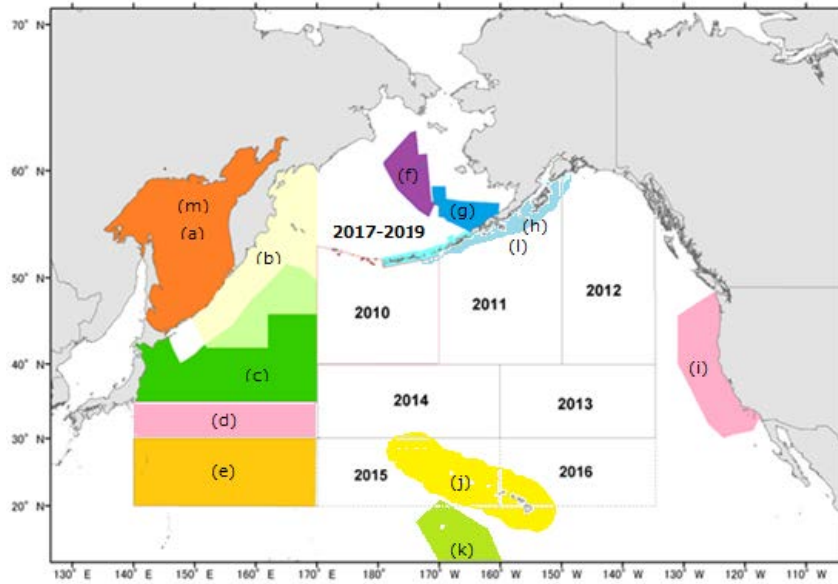 70° N
60° N
50° N
40° N
30° N
20° N
(m)
(a)
(b)
(c)
(d)
(e)
(f)
(g)
(h)
(l)
(i)
(j)
(k)
2017-2019
2010
2011
2012
2014
2013
2015
2016
130° E
140° E
150° E
160° E
170° E
180°
170° W
160° W
150° W
140° W
130° W
120° W
110° W